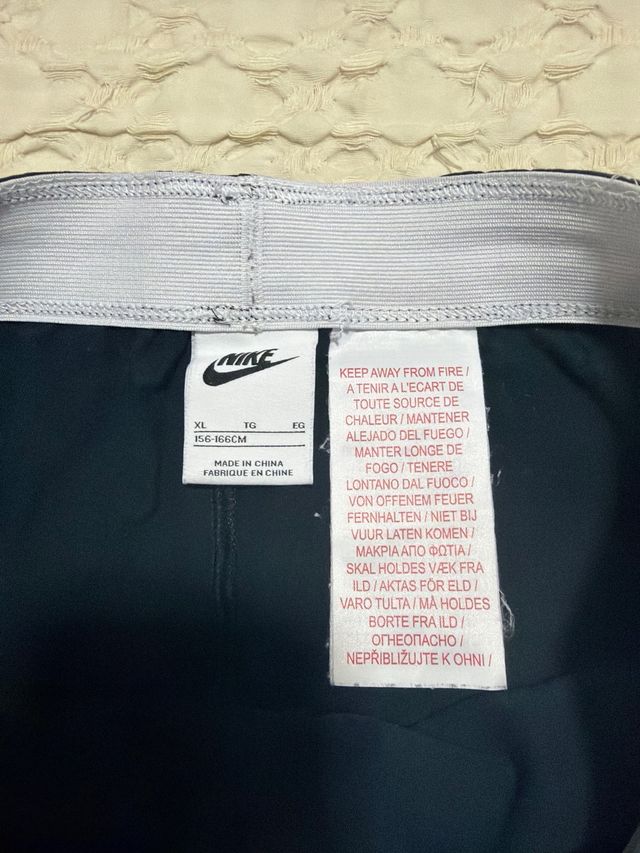 NIKE
XL TG EG
156-166CM
MADE IN CHINA
FABRIQUE EN CHINE
KEEP AWAY FROM FIRE /
A TENIR A L'ECART DE
TOUTE SOURCE DE
CHALEUR / MANTENER
ALEJADO DEL FUEGO /
MANTER LONGE DE
FOGO / TENERE
LONTANO DAL FUOCO /
VON OFFENEM FEUER
FERNHALTEN / NIET BIJ
VUUR LATEN KOMEN /
ΜΑΚΡΙΑ ΑΠΟ ΦΩΤΙΑ /
SKAL HOLDES VÆK FRA
ILD / AKTAS FÖR ELD /
VARO TULTA / MÅ HOLDES
BORTE FRA ILD /
ОГНЕОПАСНО /
NEPŘIBLIŽUJTE K OHNI /